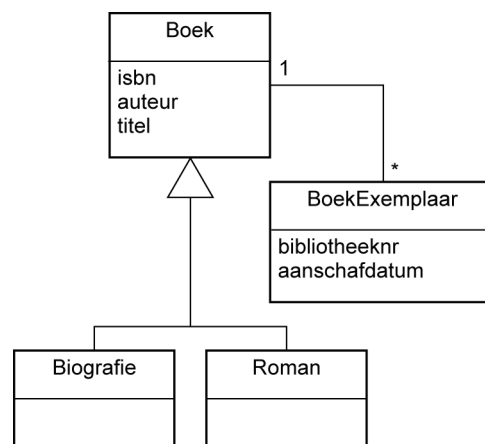 Boek
isbn
auteur
titel
1
*
BoekExemplaar
bibliotheeknr
aanschafdatum
Biografie
Roman